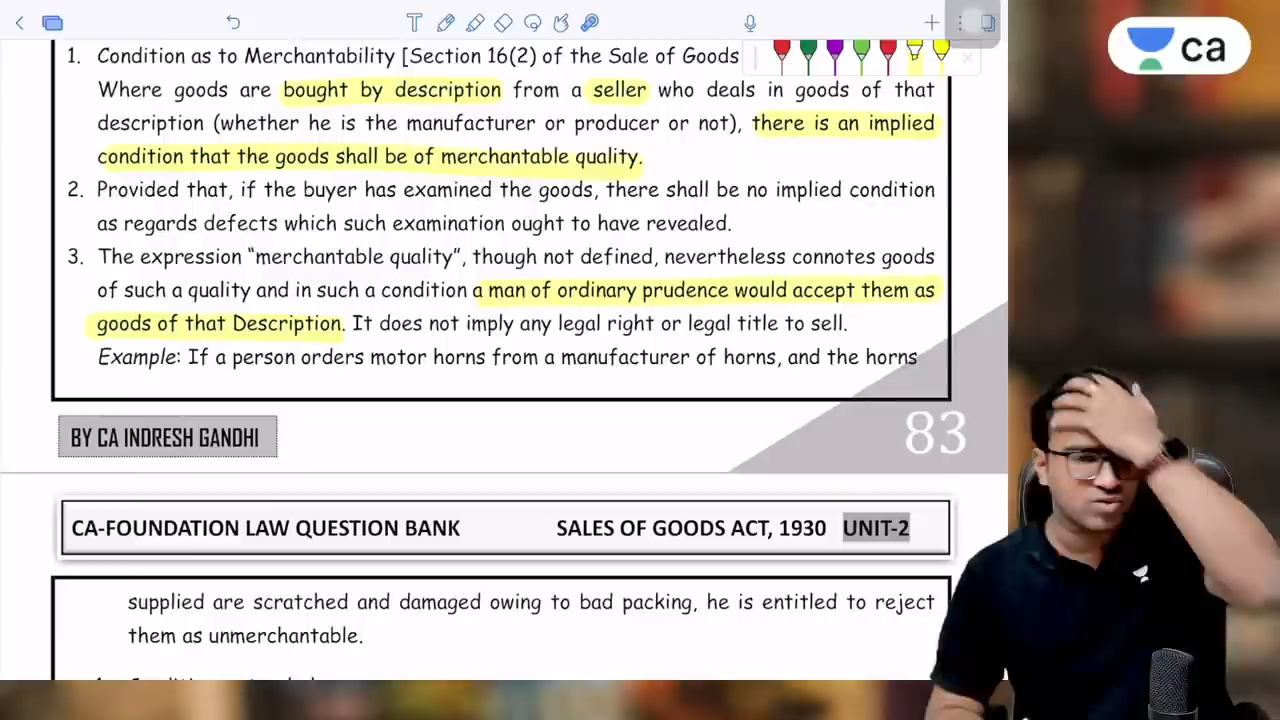 ca
1. Condition as to Merchantability [Section 16(2) of the Sale of Goods
Where goods are bought by description from a seller who deals in goods of that
description (whether he is the manufacturer or producer or not), there is an implied
condition that the goods shall be of merchantable quality.
2. Provided that, if the buyer has examined the goods, there shall be no implied condition
as regards defects which such examination ought to have revealed.
3. The expression “merchantable quality”, though not defined, nevertheless connotes goods
of such a quality and in such a condition a man of ordinary prudence would accept them as
goods of that Description. It does not imply any legal right or legal title to sell.
Example: If a person orders motor horns from a manufacturer of horns, and the horns
BY CA INDRESH GANDHI
83
CA-FOUNDATION LAW QUESTION BANK SALES OF GOODS ACT, 1930 UNIT-2
supplied are scratched and damaged owing to bad packing, he is entitled to reject
them as unmerchantable.